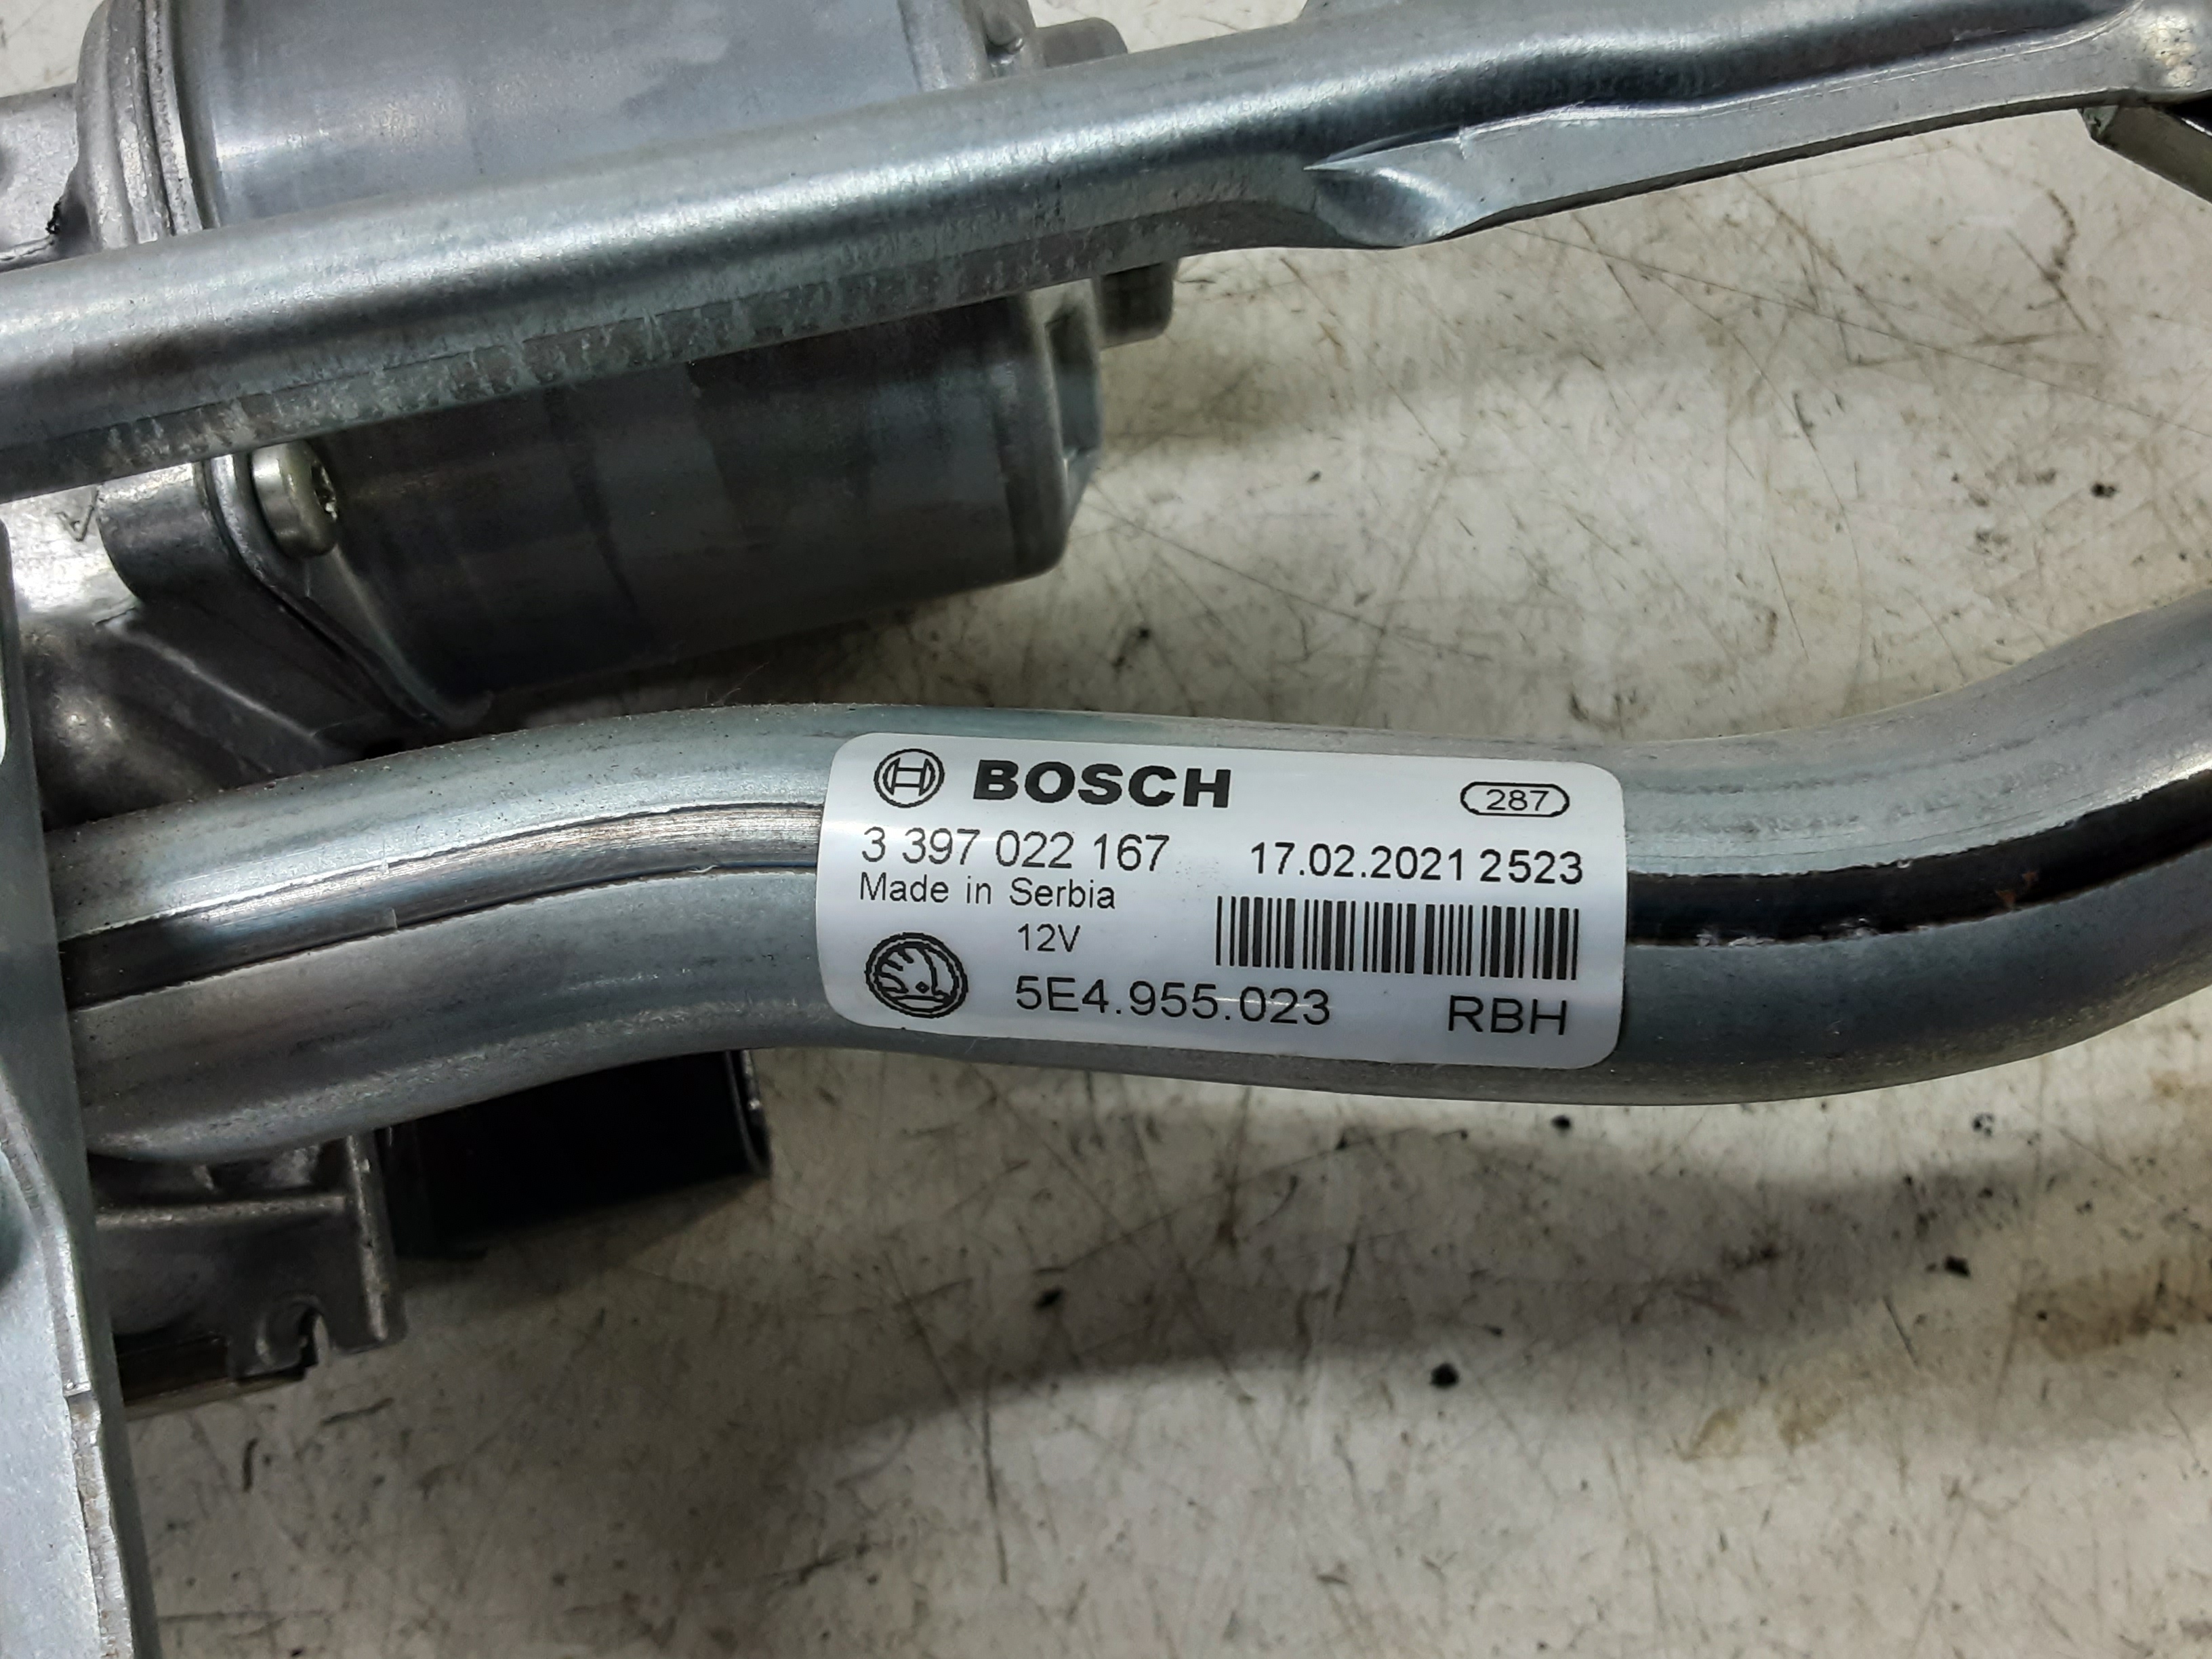 BOSCH 287
3 397 022 167 17.02.2021 2523
Made in Serbia
12V
5E4.955.023 RBH